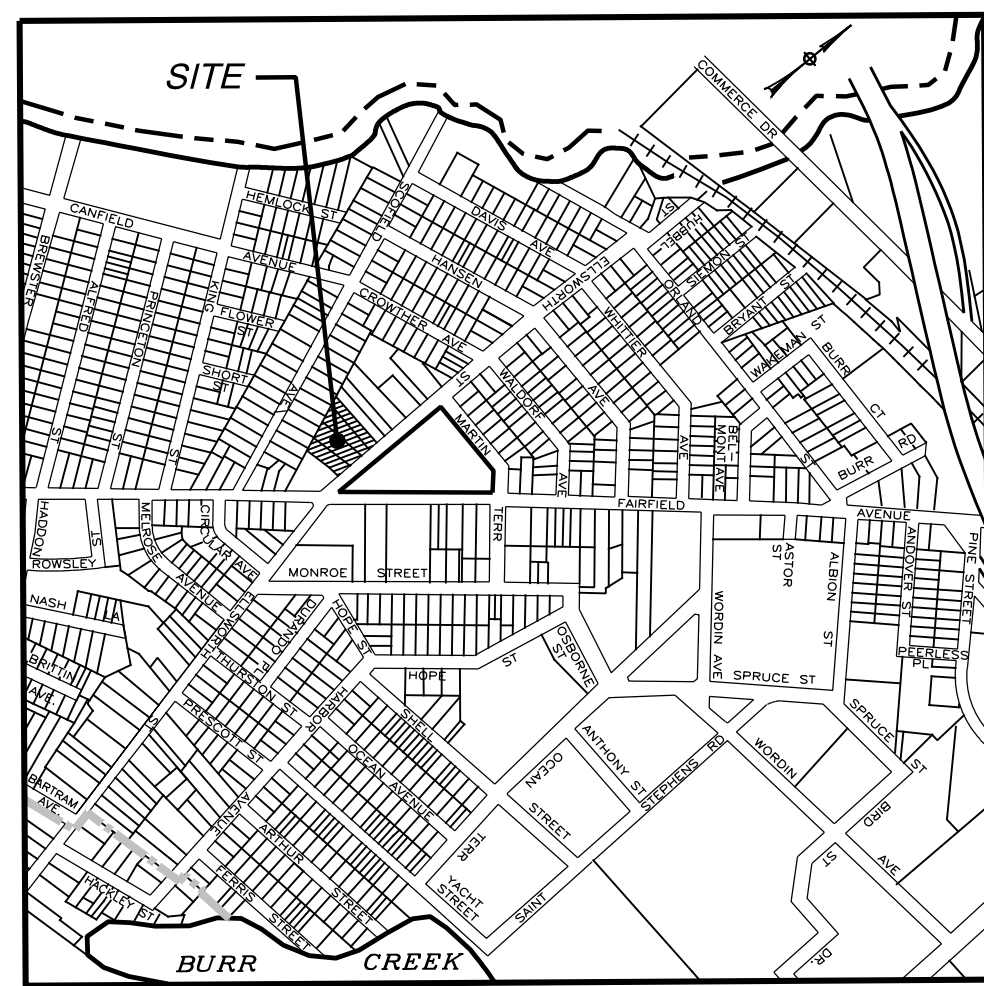 SITE
COMMERCE DR
HEMLOCK ST
CANFIELD
AVENUE
BREWSTER
ST
ALFRED
ST
PRINCETON
ST
KING
FLOWER
ST
SHORT
ST
SCOFIELD
AVE
DAVIS AVE
HANSEN
AVE
CROWTHER AVE
ELLSWORTH
ST
WHITTIER
AVE
WALDORF
AVE
MARTIN
TERR
ORLAND
ST
HUBBEL
ST
SIEMON ST
BRYANT ST
WAKEMAN ST
BURR
CT
BURR
RD
BEL-
MONT AVE
FAIRFIELD
AVENUE
HADDON
ST
ROWSLEY
MELROSE
AVENUE
CIRCULAR AVE
ELLSWORTH
ST
MONROE STREET
NASH
LA
BRITTIN
AVE.
DURANDO
PL
HOPE ST
HOPE
ST
THURSTON ST
PRESCOTT ST
HARBOR
AVENUE
SHELL
OCEAN AVENUE
ARTHUR
STREET
FERRIS
STREET
BARTRAM
AVE.
HACKLEY ST
OSBORNE
ST
ANTHONY ST
OCEAN
STREET
TERR
YACHT
STREET
SAINT
STEPHENS RD
WORDIN AVE
ASTOR
ST
ALBION ST
SPRUCE ST
ANDOVER ST
PINE STREET
PEERLESS
PL
SPRUCE
ST
WORDIN
AVE
BIRD
ST
DR.
BURR CREEK